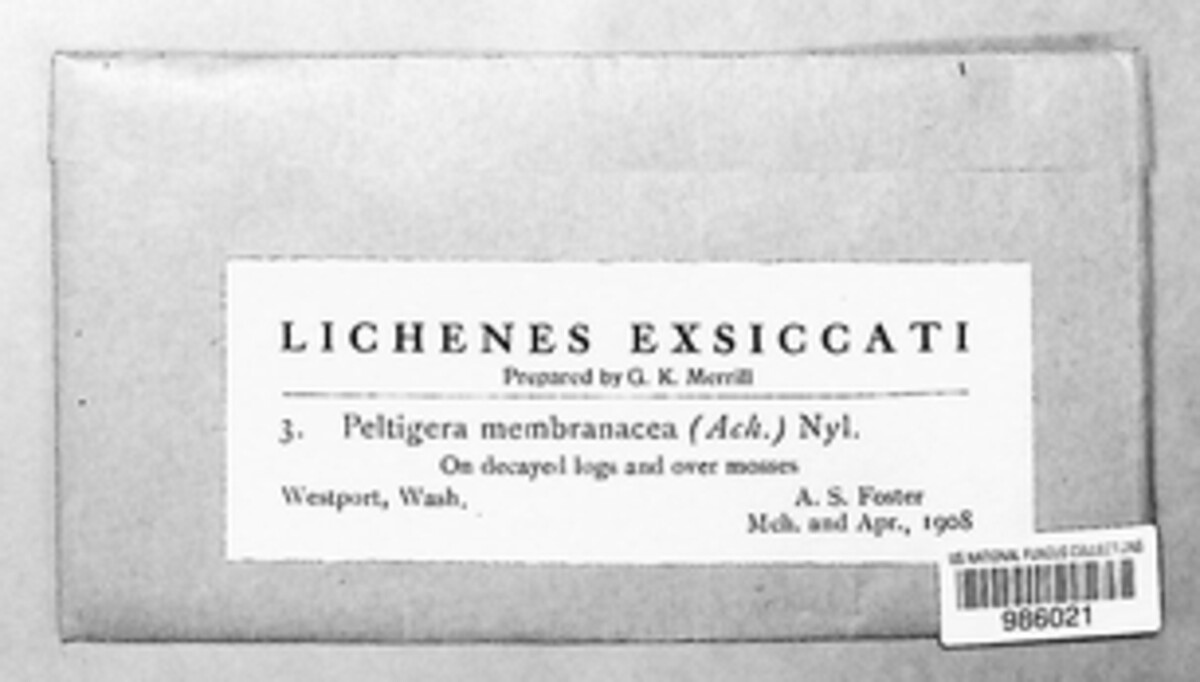 LICHENES EXSICCATI
Prepared by G. K. Merrill
3. Peltigera membranacea (Ach.) Nyl.
On decayed logs and over mosses
Westport, Wash.
A. S. Foster
Mch. and Apr., 1908
US NATIONAL FUNGUS COLLECTIONS
986021